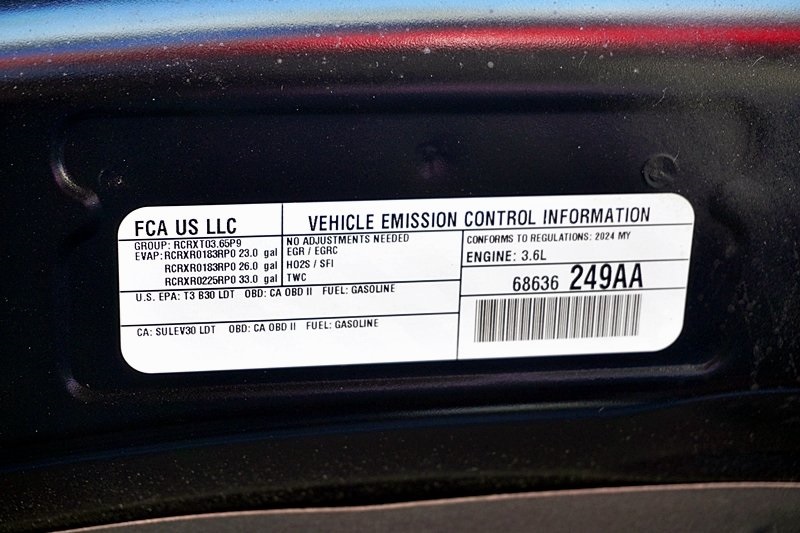 FCA US LLC
VEHICLE EMISSION CONTROL INFORMATION
GROUP: RCRXT03.65P9
EVAP: RCRXR0183RP0 23.0 gal
RCRXR0183RP0 26.0 gal
RCRXR0225RP0 33.0 gal
NO ADJUSTMENTS NEEDED
EGR / EGRC
HO2S / SFI
TWC
CONFORMS TO REGULATIONS: 2024 MY
ENGINE: 3.6L
68636 249AA
U.S. EPA: T3 B30 LDT OBD: CA OBD II FUEL: GASOLINE
CA: SULEV30 LDT OBD: CA OBD II FUEL: GASOLINE